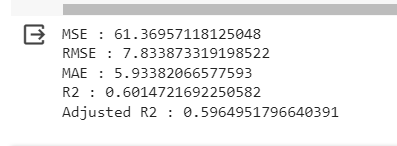 MSE : 61.36957118125048
RMSE : 7.833873319198522
MAE : 5.93382066577593
R2 : 0.6014721692250582
Adjusted R2 : 0.5964951796640391